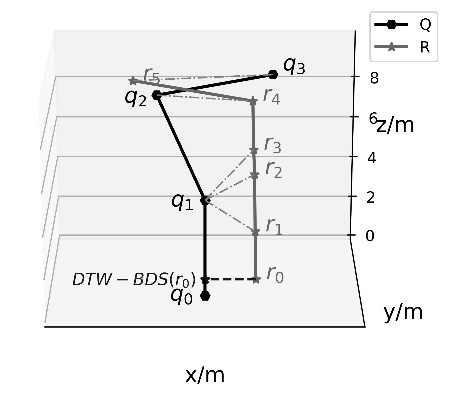 Q
R
q₃
r₅
8
q₂
r₄
6
z/m
r₃
4
r₂
q₁
2
r₁
0
DTW − BDS(r₀)
r₀
q₀
y/m
x/m